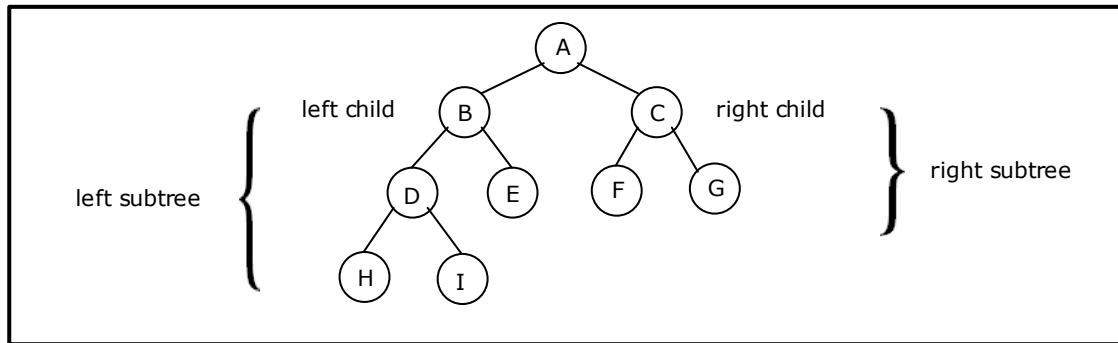 A
left child
B
C
right child
left subtree
D
E
F
G
right subtree
H
I